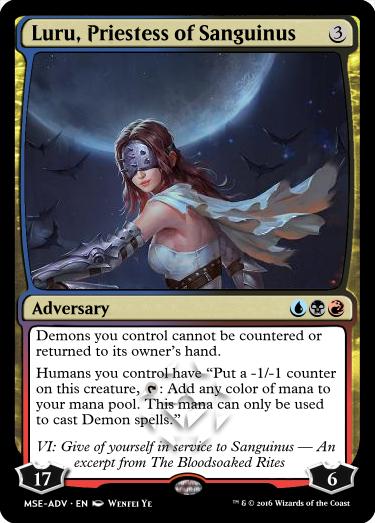 Luru, Priestess of Sanguinus 3
Adversary
Demons you control cannot be countered or
returned to its owner's hand.
Humans you control have “Put a -1/-1 counter
on this creature, : Add any color of mana to
your mana pool. This mana can only be used
to cast Demon spells.”
VI: Give of yourself in service to Sanguinus — An
excerpt from The Bloodsoaked Rites
17
6
MSE-ADV • EN Wenfei Ye
™ & © 2016 Wizards of the Coast